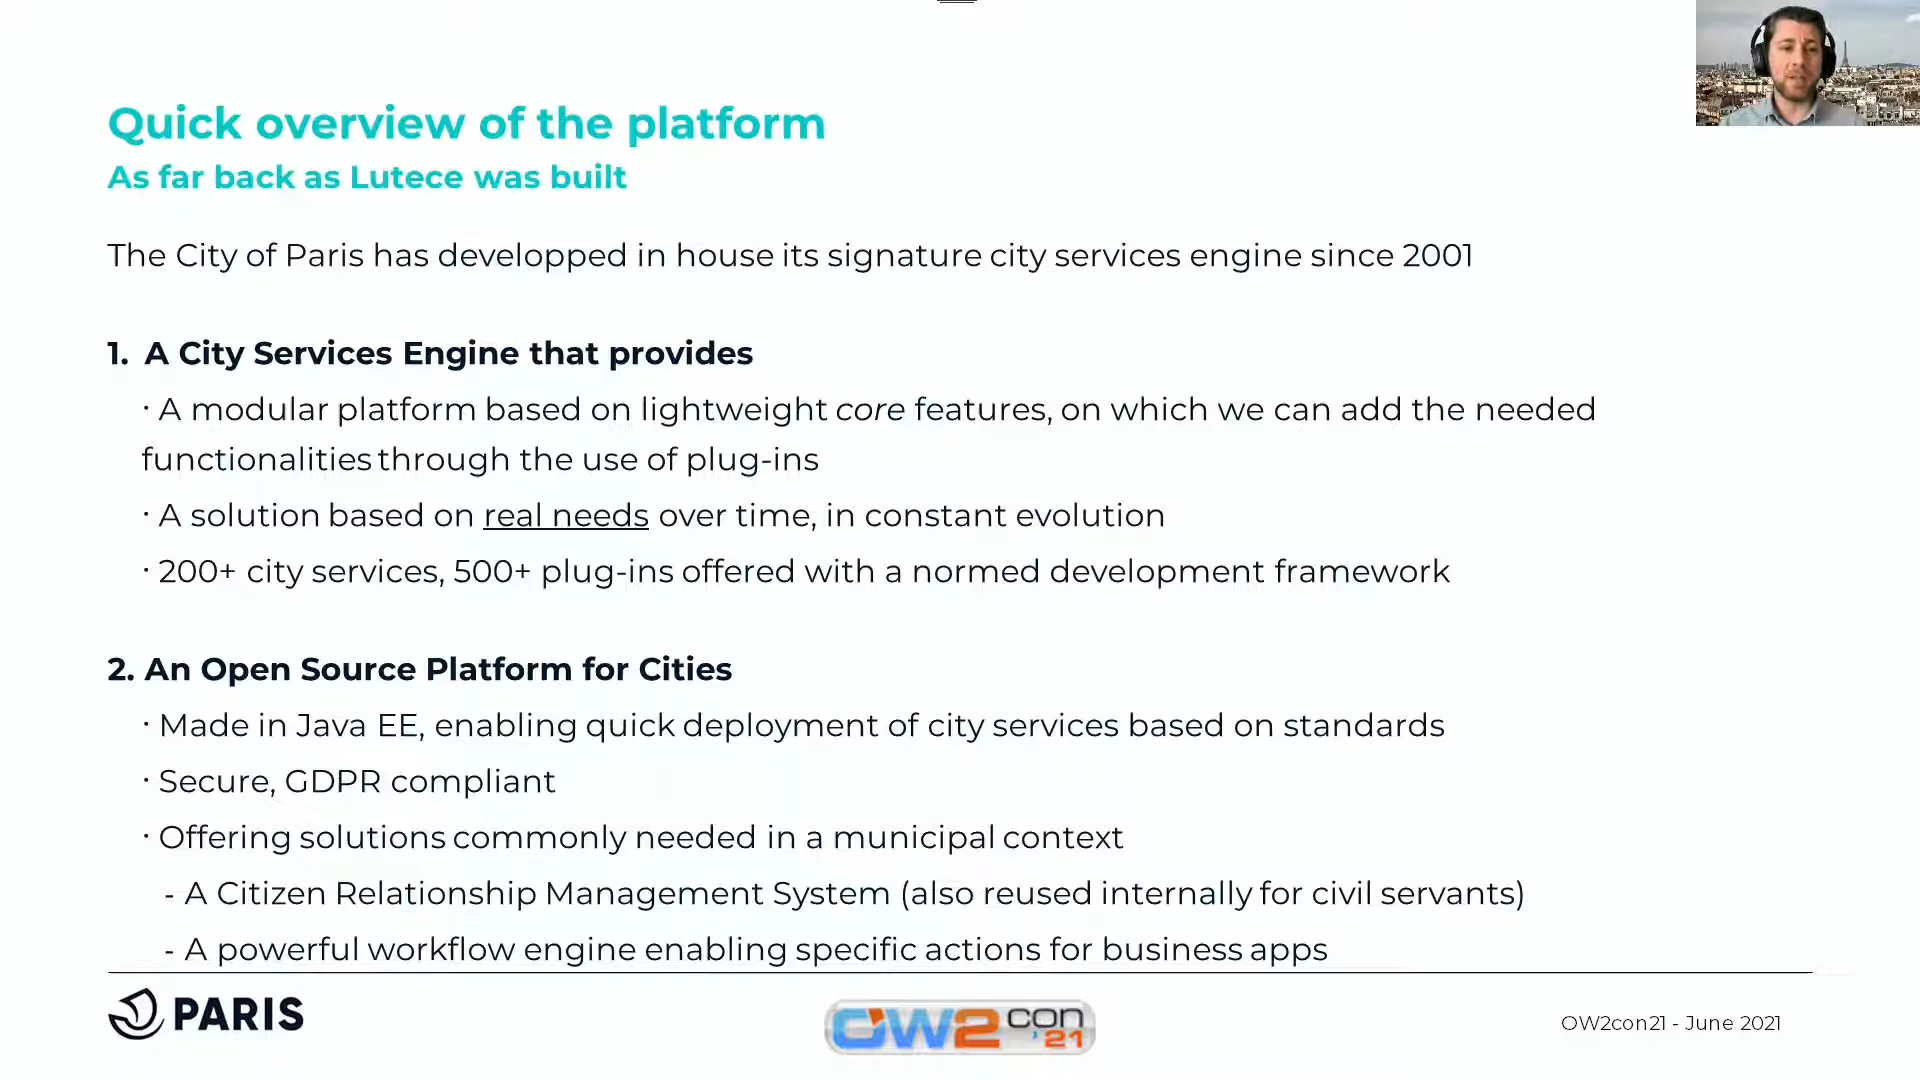 Quick overview of the platform
As far back as Lutece was built
The City of Paris has developped in house its signature city services engine since 2001
1. A City Services Engine that provides
· A modular platform based on lightweight core features, on which we can add the needed
functionalities through the use of plug-ins
· A solution based on real needs over time, in constant evolution
· 200+ city services, 500+ plug-ins offered with a normed development framework
2. An Open Source Platform for Cities
· Made in Java EE, enabling quick deployment of city services based on standards
· Secure, GDPR compliant
· Offering solutions commonly needed in a municipal context
- A Citizen Relationship Management System (also reused internally for civil servants)
- A powerful workflow engine enabling specific actions for business apps
PARIS
OW2con '21
OW2con21 - June 2021